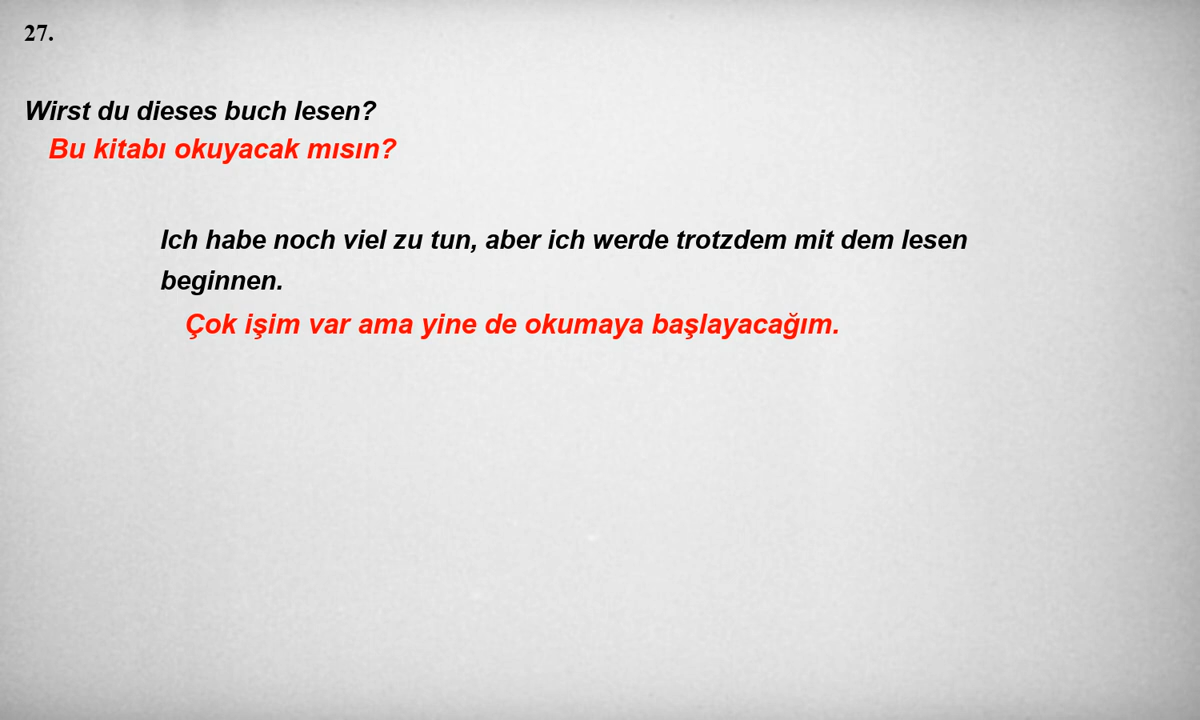 27.
Wirst du dieses buch lesen?
Bu kitabı okuyacak mısın?
Ich habe noch viel zu tun, aber ich werde trotzdem mit dem lesen
beginnen.
Çok işim var ama yine de okumaya başlayacağım.